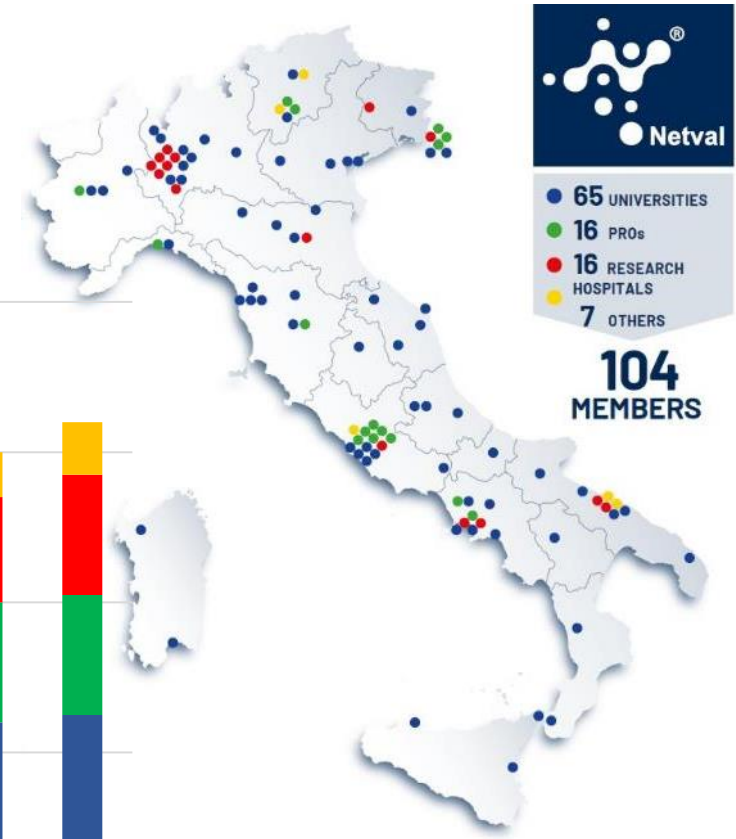 ®
Netval
65 UNIVERSITIES
16 PROs
16 RESEARCH
HOSPITALS
7 OTHERS
104
MEMBERS